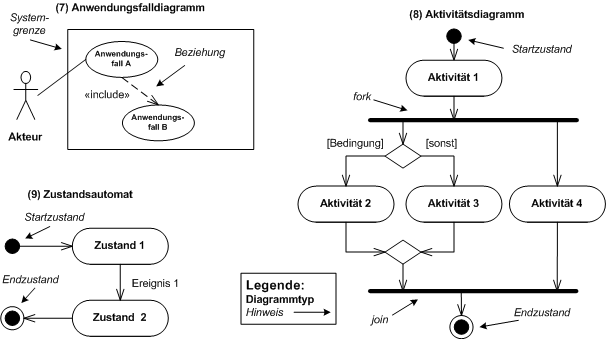 (7) Anwendungsfalldiagramm
System-
grenze
Anwendungs-
fall A
Beziehung
«include»
Anwendungs-
fall B
Akteur
(8) Aktivitätsdiagramm
Startzustand
Aktivität 1
fork
[Bedingung]
[sonst]
Aktivität 2
Aktivität 3
Aktivität 4
join
Endzustand
(9) Zustandsautomat
Startzustand
Zustand 1
Endzustand
Ereignis 1
Zustand 2
Legende:
Diagrammtyp
Hinweis